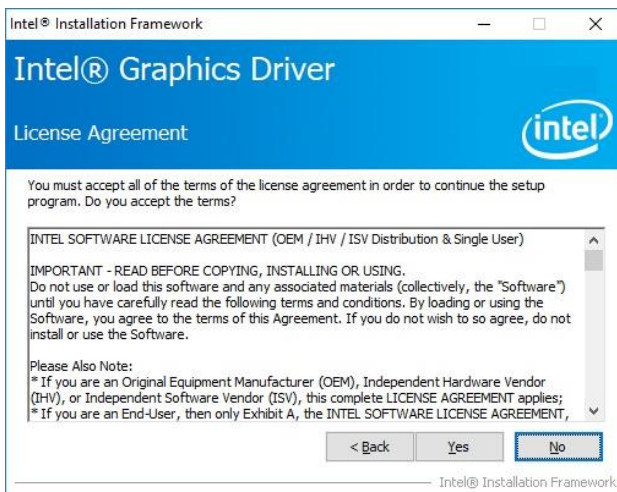 Intel® Installation Framework
Intel® Graphics Driver
License Agreement
intel
You must accept all of the terms of the license agreement in order to continue the setup
program. Do you accept the terms?
INTEL SOFTWARE LICENSE AGREEMENT (OEM / IHV / ISV Distribution & Single User)
IMPORTANT - READ BEFORE COPYING, INSTALLING OR USING.
Do not use or load this software and any associated materials (collectively, the "Software")
until you have carefully read the following terms and conditions. By loading or using the
Software, you agree to the terms of this Agreement. If you do not wish to so agree, do not
install or use the Software.
Please Also Note:
* If you are an Original Equipment Manufacturer (OEM), Independent Hardware Vendor
(IHV), or Independent Software Vendor (ISV), this complete LICENSE AGREEMENT applies;
* If you are an End-User, then only Exhibit A, the INTEL SOFTWARE LICENSE AGREEMENT,
< Back
Yes
No
Intel® Installation Framework